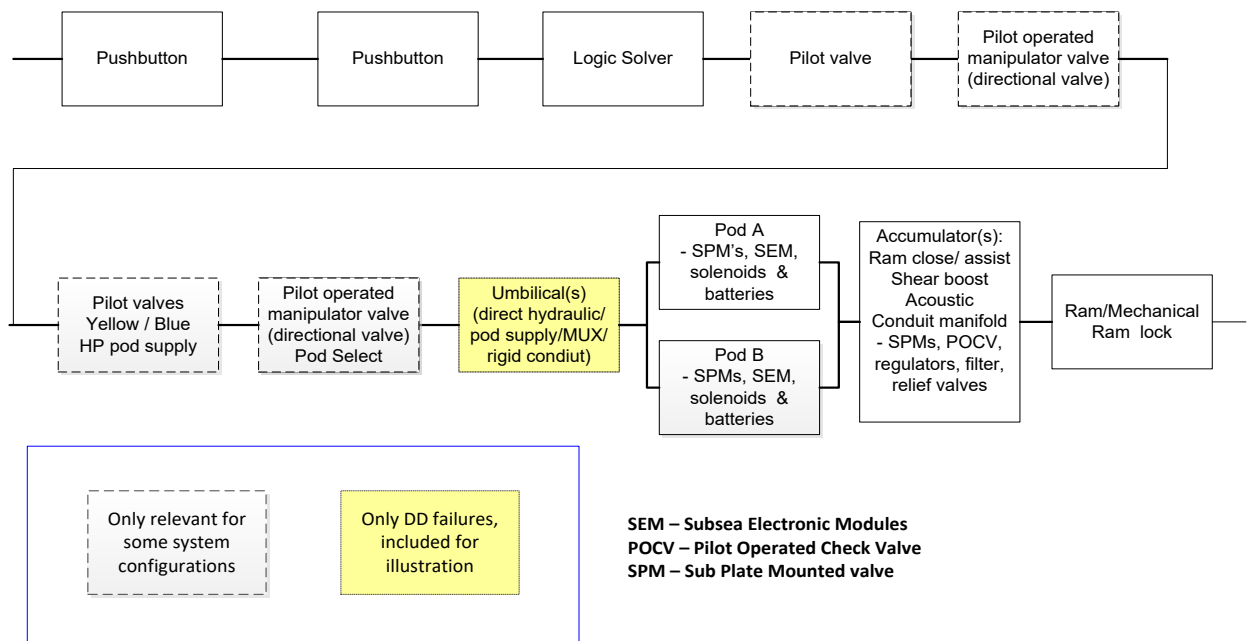 Pushbutton
Pushbutton
Logic Solver
Pilot valve
Pilot operated
manipulator valve
(directional valve)
Pilot valves
Yellow / Blue
HP pod supply
Pilot operated
manipulator valve
(directional valve)
Pod Select
Umbilical(s)
(direct hydraulic/
pod supply/MUX/
rigid condiut)
Pod A
- SPM's, SEM,
solenoids &
batteries
Pod B
- SPMs, SEM,
solenoids &
batteries
Accumulator(s):
Ram close/ assist
Shear boost
Acoustic
Conduit manifold
- SPMs, POCV,
regulators, filter,
relief valves
Ram/Mechanical
Ram lock
Only relevant for
some system
configurations
Only DD failures,
included for
illustration
SEM – Subsea Electronic Modules
POCV – Pilot Operated Check Valve
SPM – Sub Plate Mounted valve